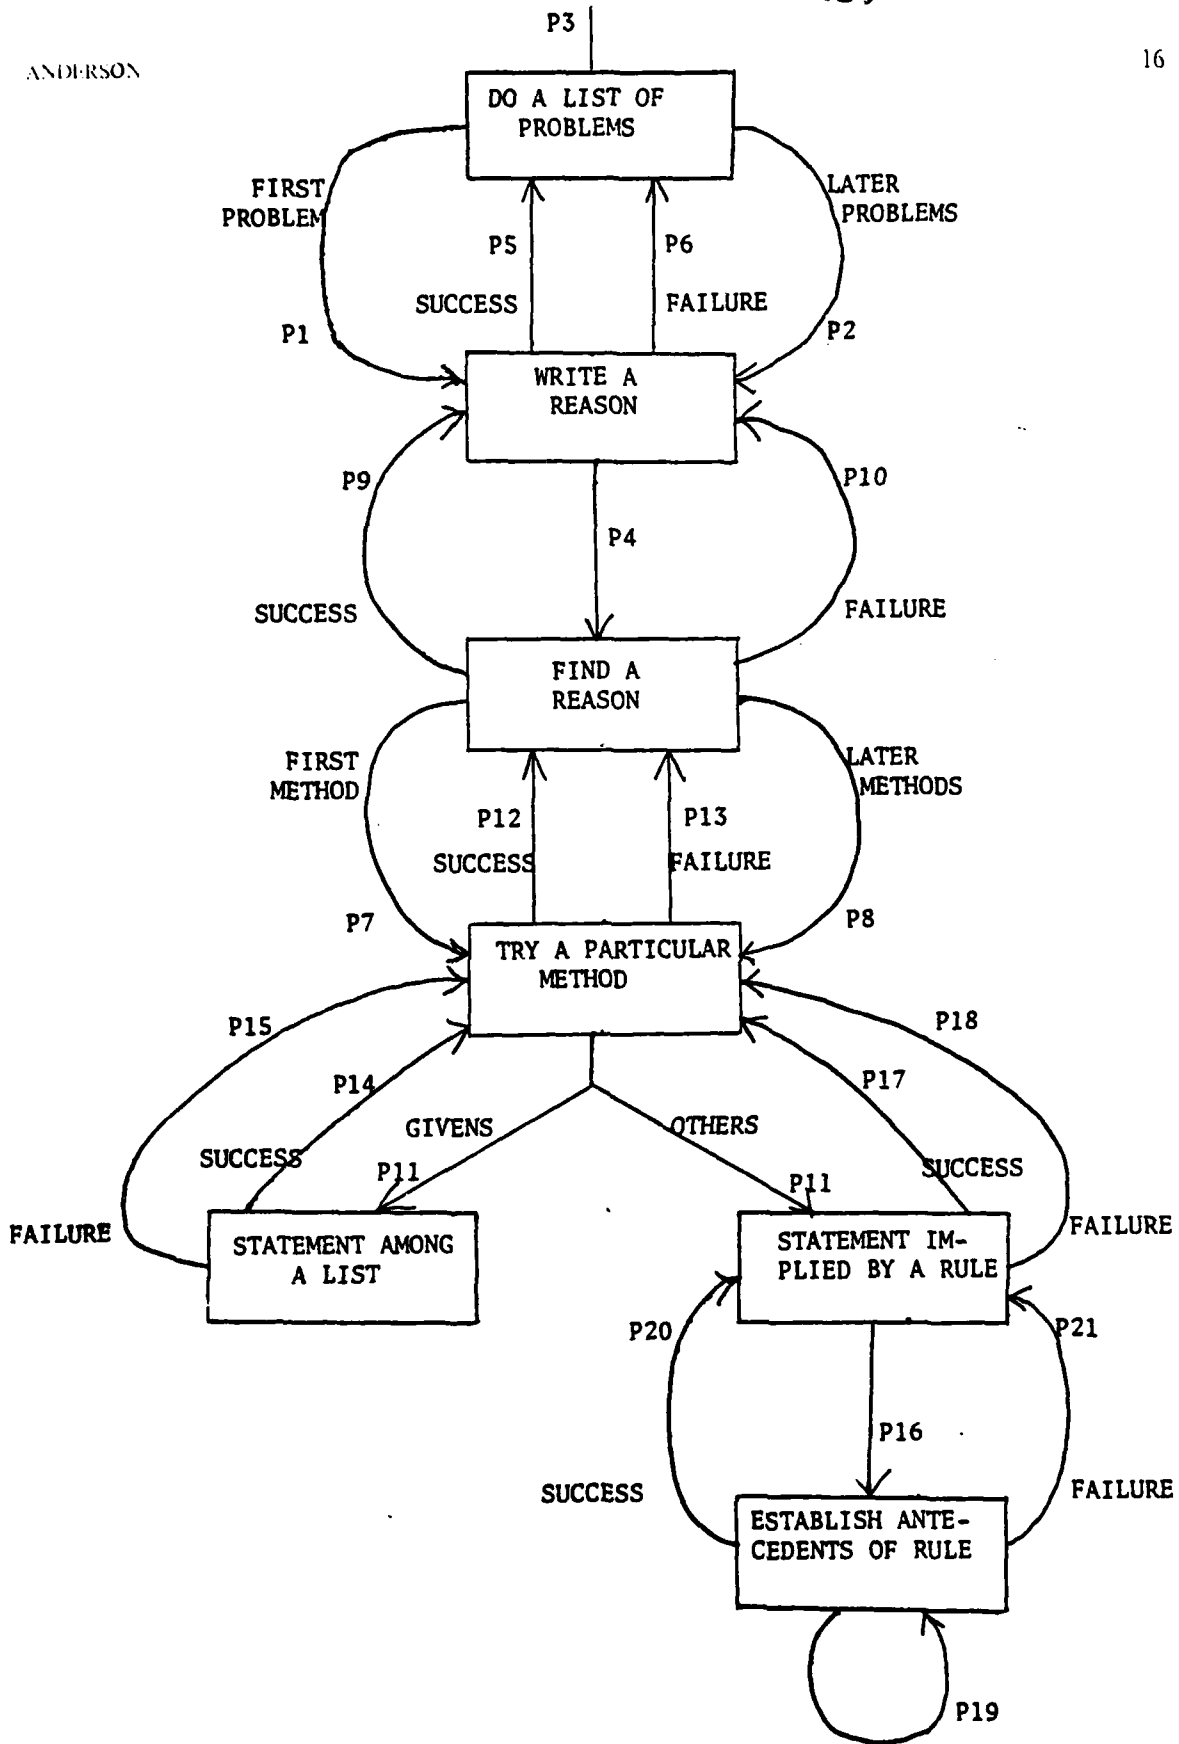 P3
ANDERSON
16
DO A LIST OF
PROBLEMS
FIRST
PROBLEM
LATER
PROBLEMS
P5
P6
SUCCESS
FAILURE
P1
P2
WRITE A
REASON
P9
P10
P4
SUCCESS
FAILURE
FIND A
REASON
FIRST
METHOD
LATER
METHODS
P12
P13
SUCCESS
FAILURE
P7
P8
TRY A PARTICULAR
METHOD
P15
P18
P14
P17
GIVENS
OTHERS
SUCCESS
SUCCESS
P11
P11
FAILURE
FAILURE
STATEMENT AMONG
A LIST
STATEMENT IM-
PLIED BY A RULE
P20
P21
P16
SUCCESS
FAILURE
ESTABLISH ANTE-
CEDENTS OF RULE
P19